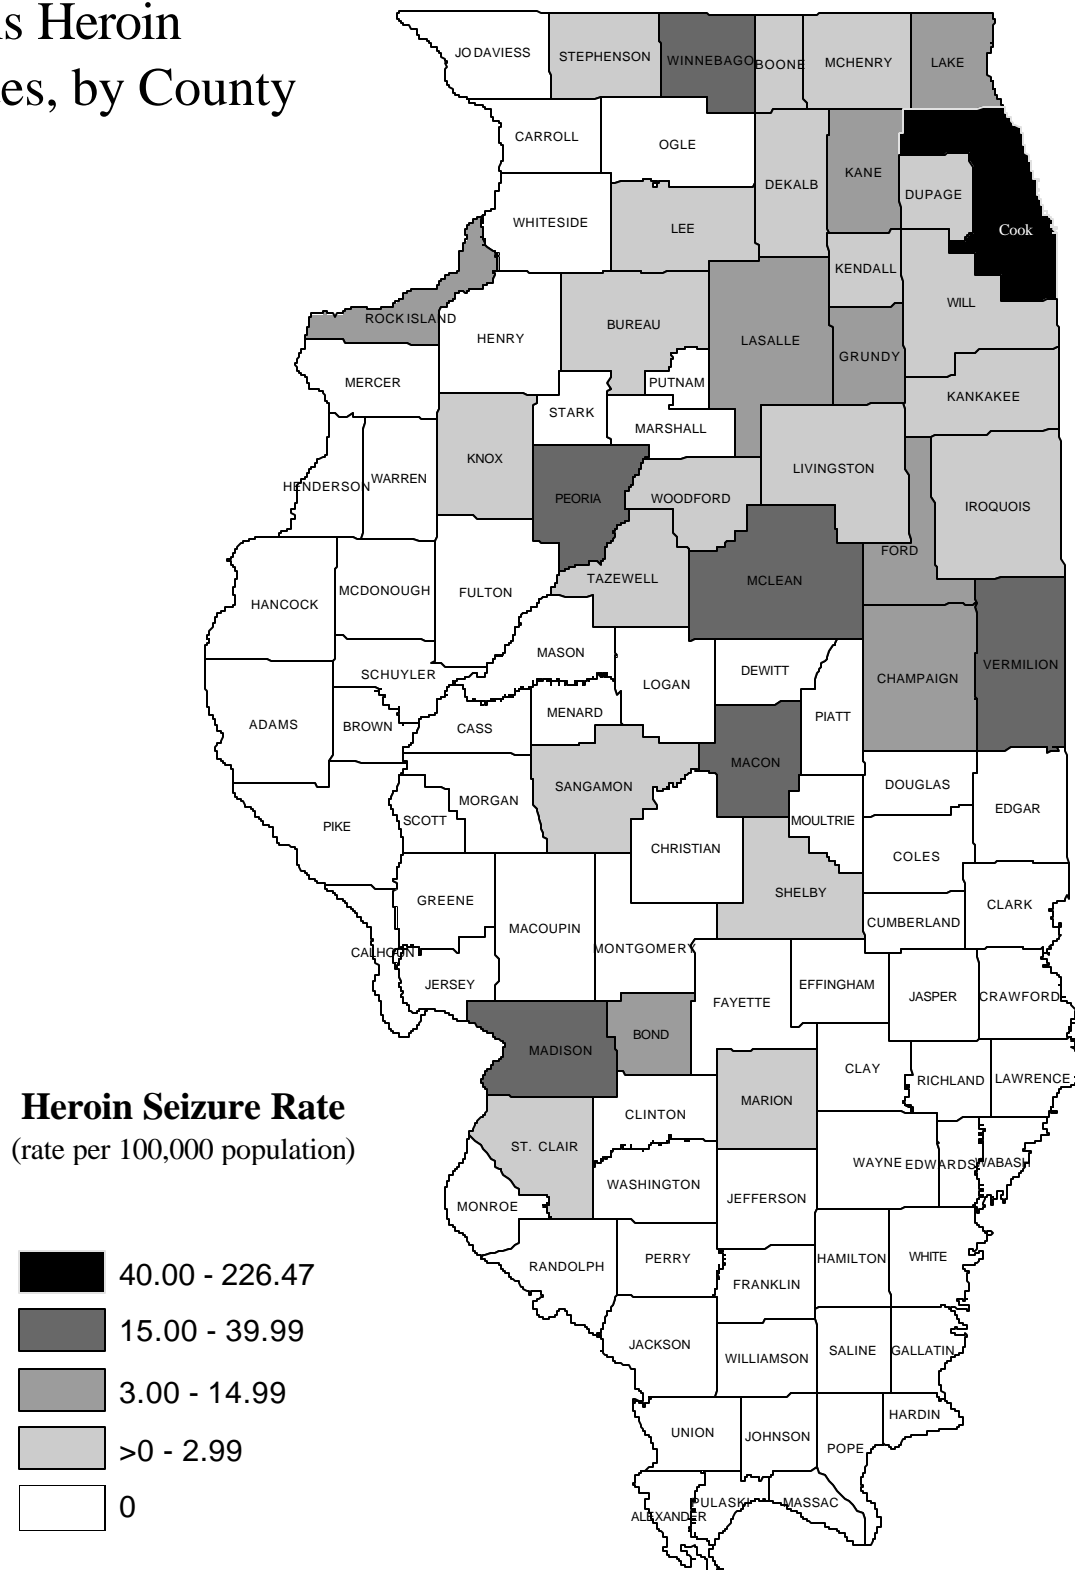 is Heroin
es, by County
JO DAVIESS
STEPHENSON
WINNEBAGO
BOONE
MCHENRY
LAKE
CARROLL
OGLE
DEKALB
KANE
DUPAGE
Cook
WHITESIDE
LEE
KENDALL
WILL
ROCK ISLAND
HENRY
BUREAU
LASALLE
GRUNDY
MERCER
PUTNAM
KANKAKEE
STARK
MARSHALL
KNOX
HENDERSON
WARREN
PEORIA
WOODFORD
LIVINGSTON
IROQUOIS
FORD
HANCOCK
MCDONOUGH
FULTON
TAZEWELL
MCLEAN
MASON
SCHUYLER
LOGAN
DEWITT
CHAMPAIGN
VERMILION
ADAMS
BROWN
CASS
MENARD
PIATT
MACON
SANGAMON
DOUGLAS
EDGAR
MORGAN
SCOTT
PIKE
MOULTRIE
CHRISTIAN
COLES
GREENE
SHELBY
CLARK
CUMBERLAND
MACOUPIN
MONTGOMERY
CALHOUN
JERSEY
FAYETTE
EFFINGHAM
JASPER
CRAWFORD
MADISON
BOND
CLAY
RICHLAND
LAWRENCE
MARION
CLINTON
ST. CLAIR
WAYNE
EDWARDS
WABASH
WASHINGTON
JEFFERSON
MONROE
RANDOLPH
PERRY
HAMILTON
WHITE
FRANKLIN
JACKSON
WILLIAMSON
SALINE
GALLATIN
HARDIN
UNION
JOHNSON
POPE
ALEXANDER
PULASKI
MASSAC
Heroin Seizure Rate
(rate per 100,000 population)
40.00 - 226.47
15.00 - 39.99
3.00 - 14.99
>0 - 2.99
0